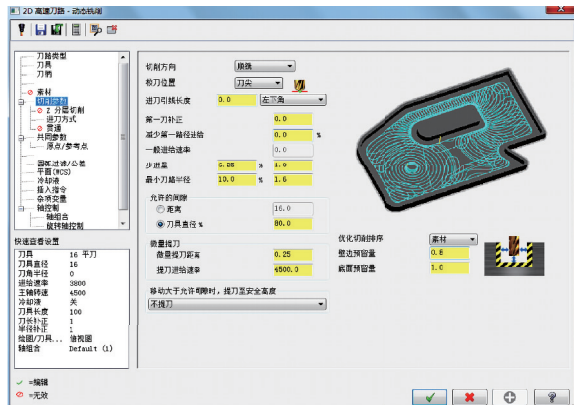 2D 高速刀路 - 动态铣削
刀路类型
刀具
刀柄
素材
切削参数
Z 分层切削
进刀方式
贯通
共同参数
原点/参考点
圆弧过滤/公差
平面(WCS)
冷却液
插入指令
杂项变量
轴控制
轴组合
旋转轴控制
快速查看设置
刀具 16 平刀
刀具直径 16
刀角半径 0
进给速率 3800
主轴转速 4500
冷却液 关
刀具长度 100
刀长补正 1
半径补正 1
绘图/刀具... 俯视图
轴组合 Default (1)
✓ =编辑
=无效
切削方向 顺铣
校刀位置 刀尖
进刀引线长度 0.0 左下角
第一刀补正 0.0
减少第一路径进给 0.0 %
一般进给速率 0.0
步进量 %
最小刀路半径 10.0 % 1.6
允许的间隙
距离 16.0
刀具直径 % 80.0
微量提刀
微量提刀距离 0.25
提刀进给速率 4500.0
移动大于允许间隙时，提刀至安全高度
不提刀
优化切削排序 素材
壁边预留量 0.8
底面预留量 1.0